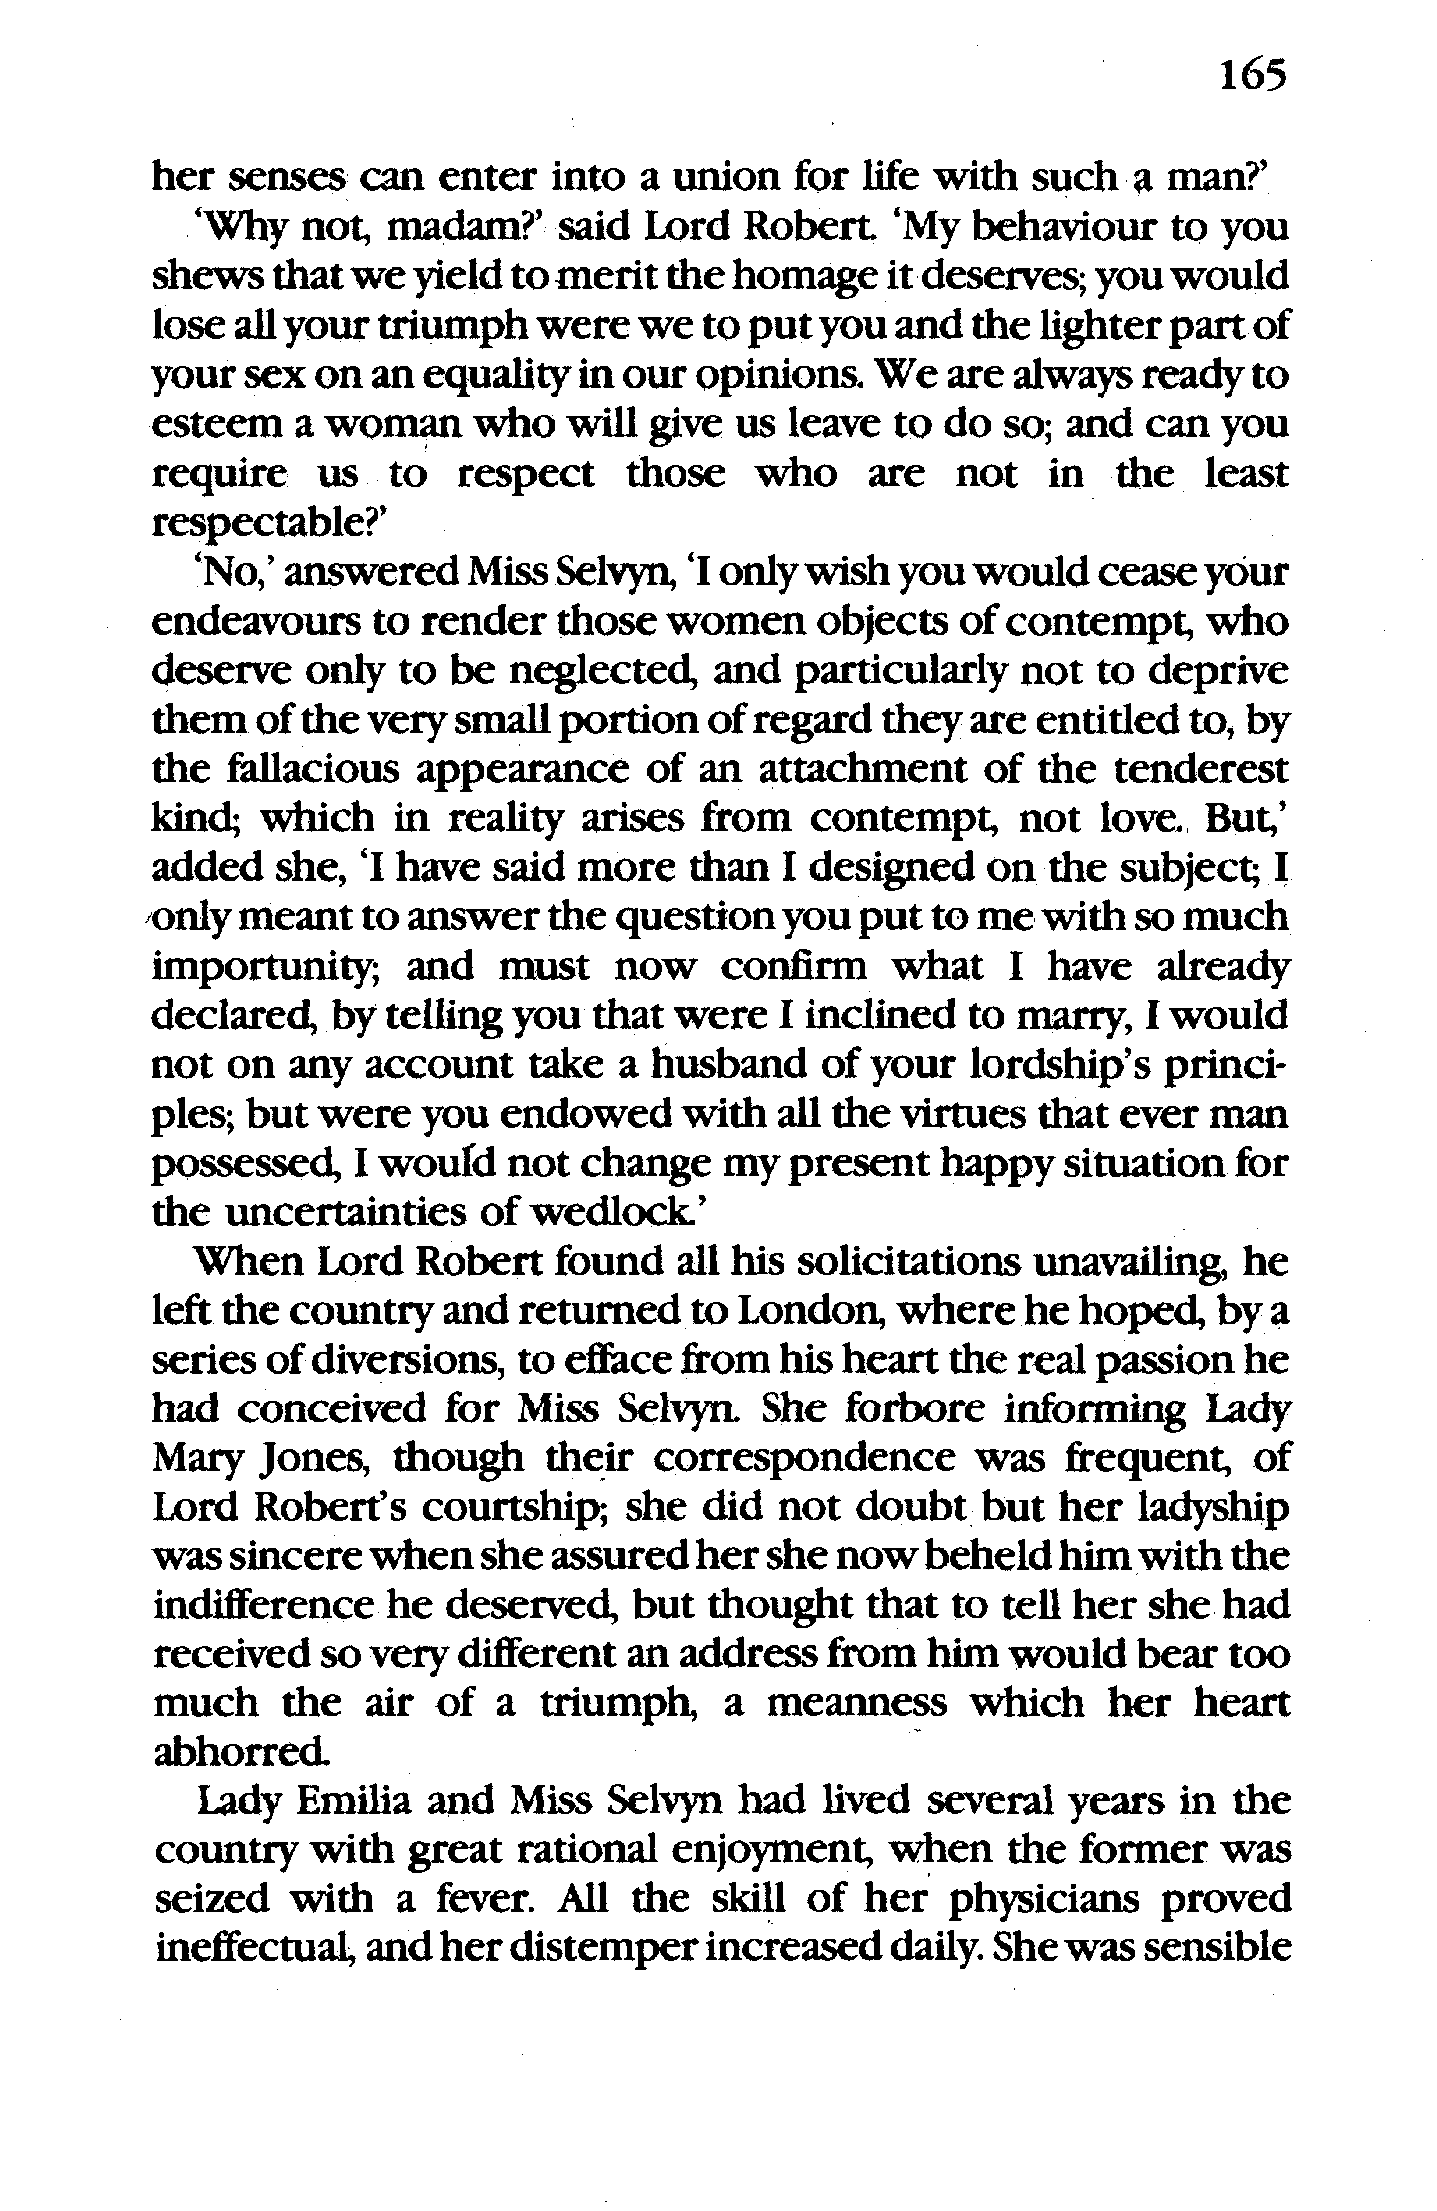 165
her senses can enter into a union for life with such a man?’
‘Why not, madam?’ said Lord Robert. ‘My behaviour to you
shews that we yield to merit the homage it deserves; you would
lose all your triumph were we to put you and the lighter part of
your sex on an equality in our opinions. We are always ready to
esteem a woman who will give us leave to do so; and can you
require us to respect those who are not in the least
respectable?’
‘No,’ answered Miss Selvyn, ‘I only wish you would cease your
endeavours to render those women objects of contempt, who
deserve only to be neglected, and particularly not to deprive
them of the very small portion of regard they are entitled to, by
the fallacious appearance of an attachment of the tenderest
kind; which in reality arises from contempt, not love. But,’
added she, ‘I have said more than I designed on the subject; I
only meant to answer the question you put to me with so much
importunity; and must now confirm what I have already
declared, by telling you that were I inclined to marry, I would
not on any account take a husband of your lordship’s princi-
ples; but were you endowed with all the virtues that ever man
possessed, I would not change my present happy situation for
the uncertainties of wedlock.’
When Lord Robert found all his solicitations unavailing, he
left the country and returned to London, where he hoped, by a
series of diversions, to efface from his heart the real passion he
had conceived for Miss Selvyn. She forbore informing Lady
Mary Jones, though their correspondence was frequent, of
Lord Robert’s courtship; she did not doubt but her ladyship
was sincere when she assured her she now beheld him with the
indifference he deserved, but thought that to tell her she had
received so very different an address from him would bear too
much the air of a triumph, a meanness which her heart
abhorred.
Lady Emilia and Miss Selvyn had lived several years in the
country with great rational enjoyment, when the former was
seized with a fever. All the skill of her physicians proved
ineffectual, and her distemper increased daily. She was sensible